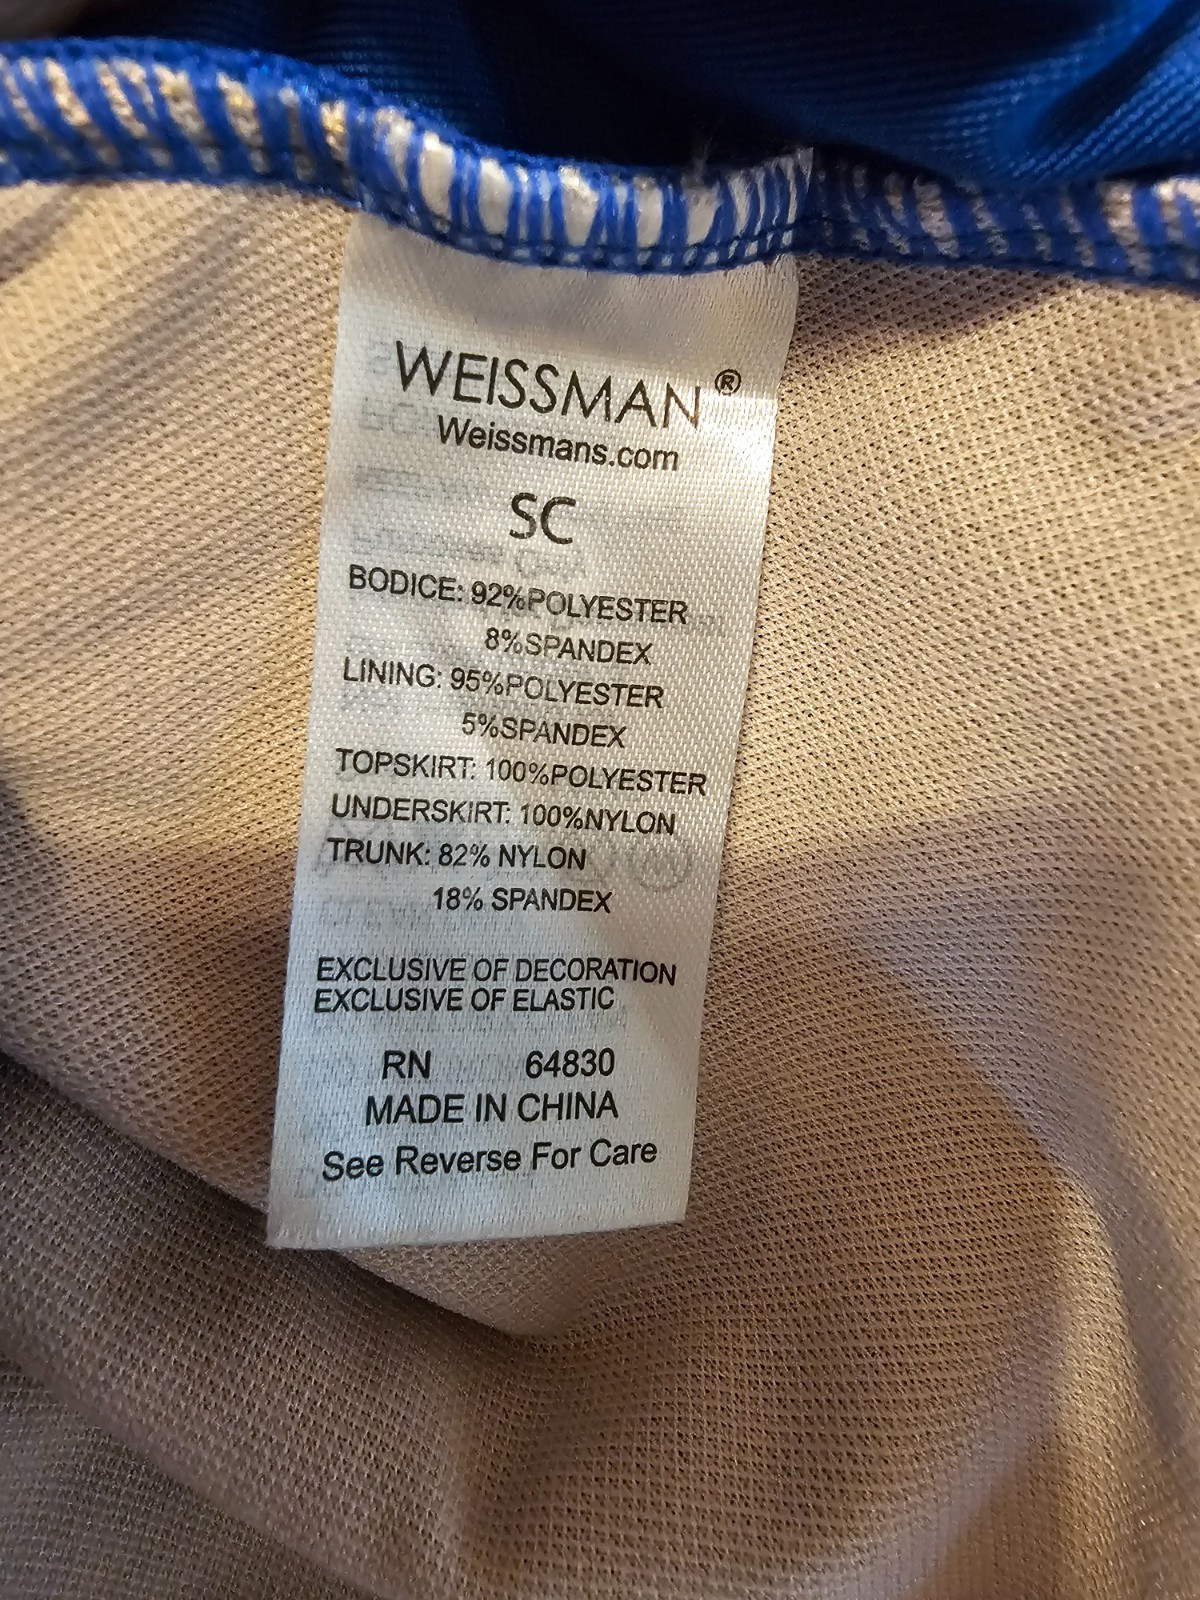 WEISSMAN®
Weissmans.com
SC
BODICE: 92%POLYESTER
8%SPANDEX
LINING: 95%POLYESTER
5%SPANDEX
TOPSKIRT: 100%POLYESTER
UNDERSKIRT: 100%NYLON
TRUNK: 82% NYLON
18% SPANDEX
EXCLUSIVE OF DECORATION
EXCLUSIVE OF ELASTIC
RN 64830
MADE IN CHINA
See Reverse For Care